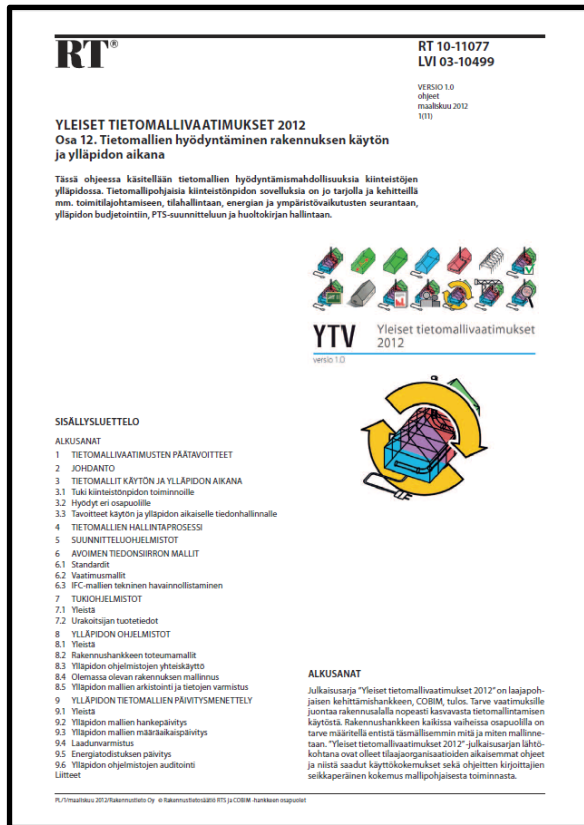 RT®
RT 10-11077
LVI 03-10499
VERSIO 1.0
ohjeet
maaliskuu 2012
1(11)
YLEISET TIETOMALLIVAATIMUKSET 2012
Osa 12. Tietomallien hyödyntäminen rakennuksen käytön
ja ylläpidon aikana
Tässä ohjeessa käsitellään tietomallien hyödyntämismahdollisuuksia kiinteistöjen
ylläpidossa. Tietomallipohjaisia kiinteistönpidon sovelluksia on jo tarjolla ja kehitteillä
mm. toimitilajohtamiseen, tilahallintaan, energian ja ympäristövaikutusten seurantaan,
ylläpidon budjetointiin, PTS-suunnitteluun ja huoltokirjan hallintaan.
YTV Yleiset tietomallivaatimukset
2012
versio 1.0
SISÄLLYSLUETTELO
ALKUSANAT
1 TIETOMALLIVAATIMUSTEN PÄÄTAVOITTEET
2 JOHDANTO
3 TIETOMALLIT KÄYTÖN JA YLLÄPIDON AIKANA
3.1 Tuki kiinteistönpidon toiminnoille
3.2 Hyödyt eri osapuolille
3.3 Tavoitteet käytön ja ylläpidon aikaiselle tiedonhallinnalle
4 TIETOMALLIEN HALLINTAPROSESSI
5 SUUNNITTELUOHJELMISTOT
6 AVOIMEN TIEDONSIIRRON MALLIT
6.1 Standardit
6.2 Vaatimusmallit
6.3 IFC-mallien tekninen havainnollistaminen
7 TUKIOHJELMISTOT
7.1 Yleistä
7.2 Urakoitsijan tuotetiedot
8 YLLÄPIDON OHJELMISTOT
8.1 Yleistä
8.2 Rakennushankkeen toteumamallit
8.3 Ylläpidon ohjelmistojen yhteiskäyttö
8.4 Olemassa olevan rakennuksen mallinnus
8.5 Ylläpidon mallien arkistointi ja tietojen varmistus
9 YLLÄPIDON TIETOMALLIEN PÄIVITYSMENETTELY
9.1 Yleistä
9.2 Ylläpidon mallien hankepäivitys
9.3 Ylläpidon mallien määräaikaispäivitys
9.4 Laadunvarmistus
9.5 Energiatodistuksen päivitys
9.6 Ylläpidon ohjelmistojen auditointi
Liitteet
ALKUSANAT
Julkaisusarja "Yleiset tietomallivaatimukset 2012" on laajapoh-
jaisen kehittämishankkeen, COBIM, tulos. Tarve vaatimuksille
juontaa rakennusalalla nopeasti kasvavasta tietomallintamisen
käytöstä. Rakennushankkeen kaikissa vaiheissa osapuolilla on
tarve määritellä entistä täsmällisemmin mitä ja miten mallinne-
taan. "Yleiset tietomallivaatimukset 2012" -julkaisusarjan lähtö-
kohtana ovat olleet tilaajaorganisaatioiden aikaisemmat ohjeet
ja niistä saadut käyttökokemukset sekä ohjeitten kirjoittajien
seikkaperäinen kokemus mallipohjaisesta toiminnasta.
PL/1/maaliskuu 2012/Rakennustieto Oy © Rakennustietosäätiö RTS ja COBIM -hankkeen osapuolet